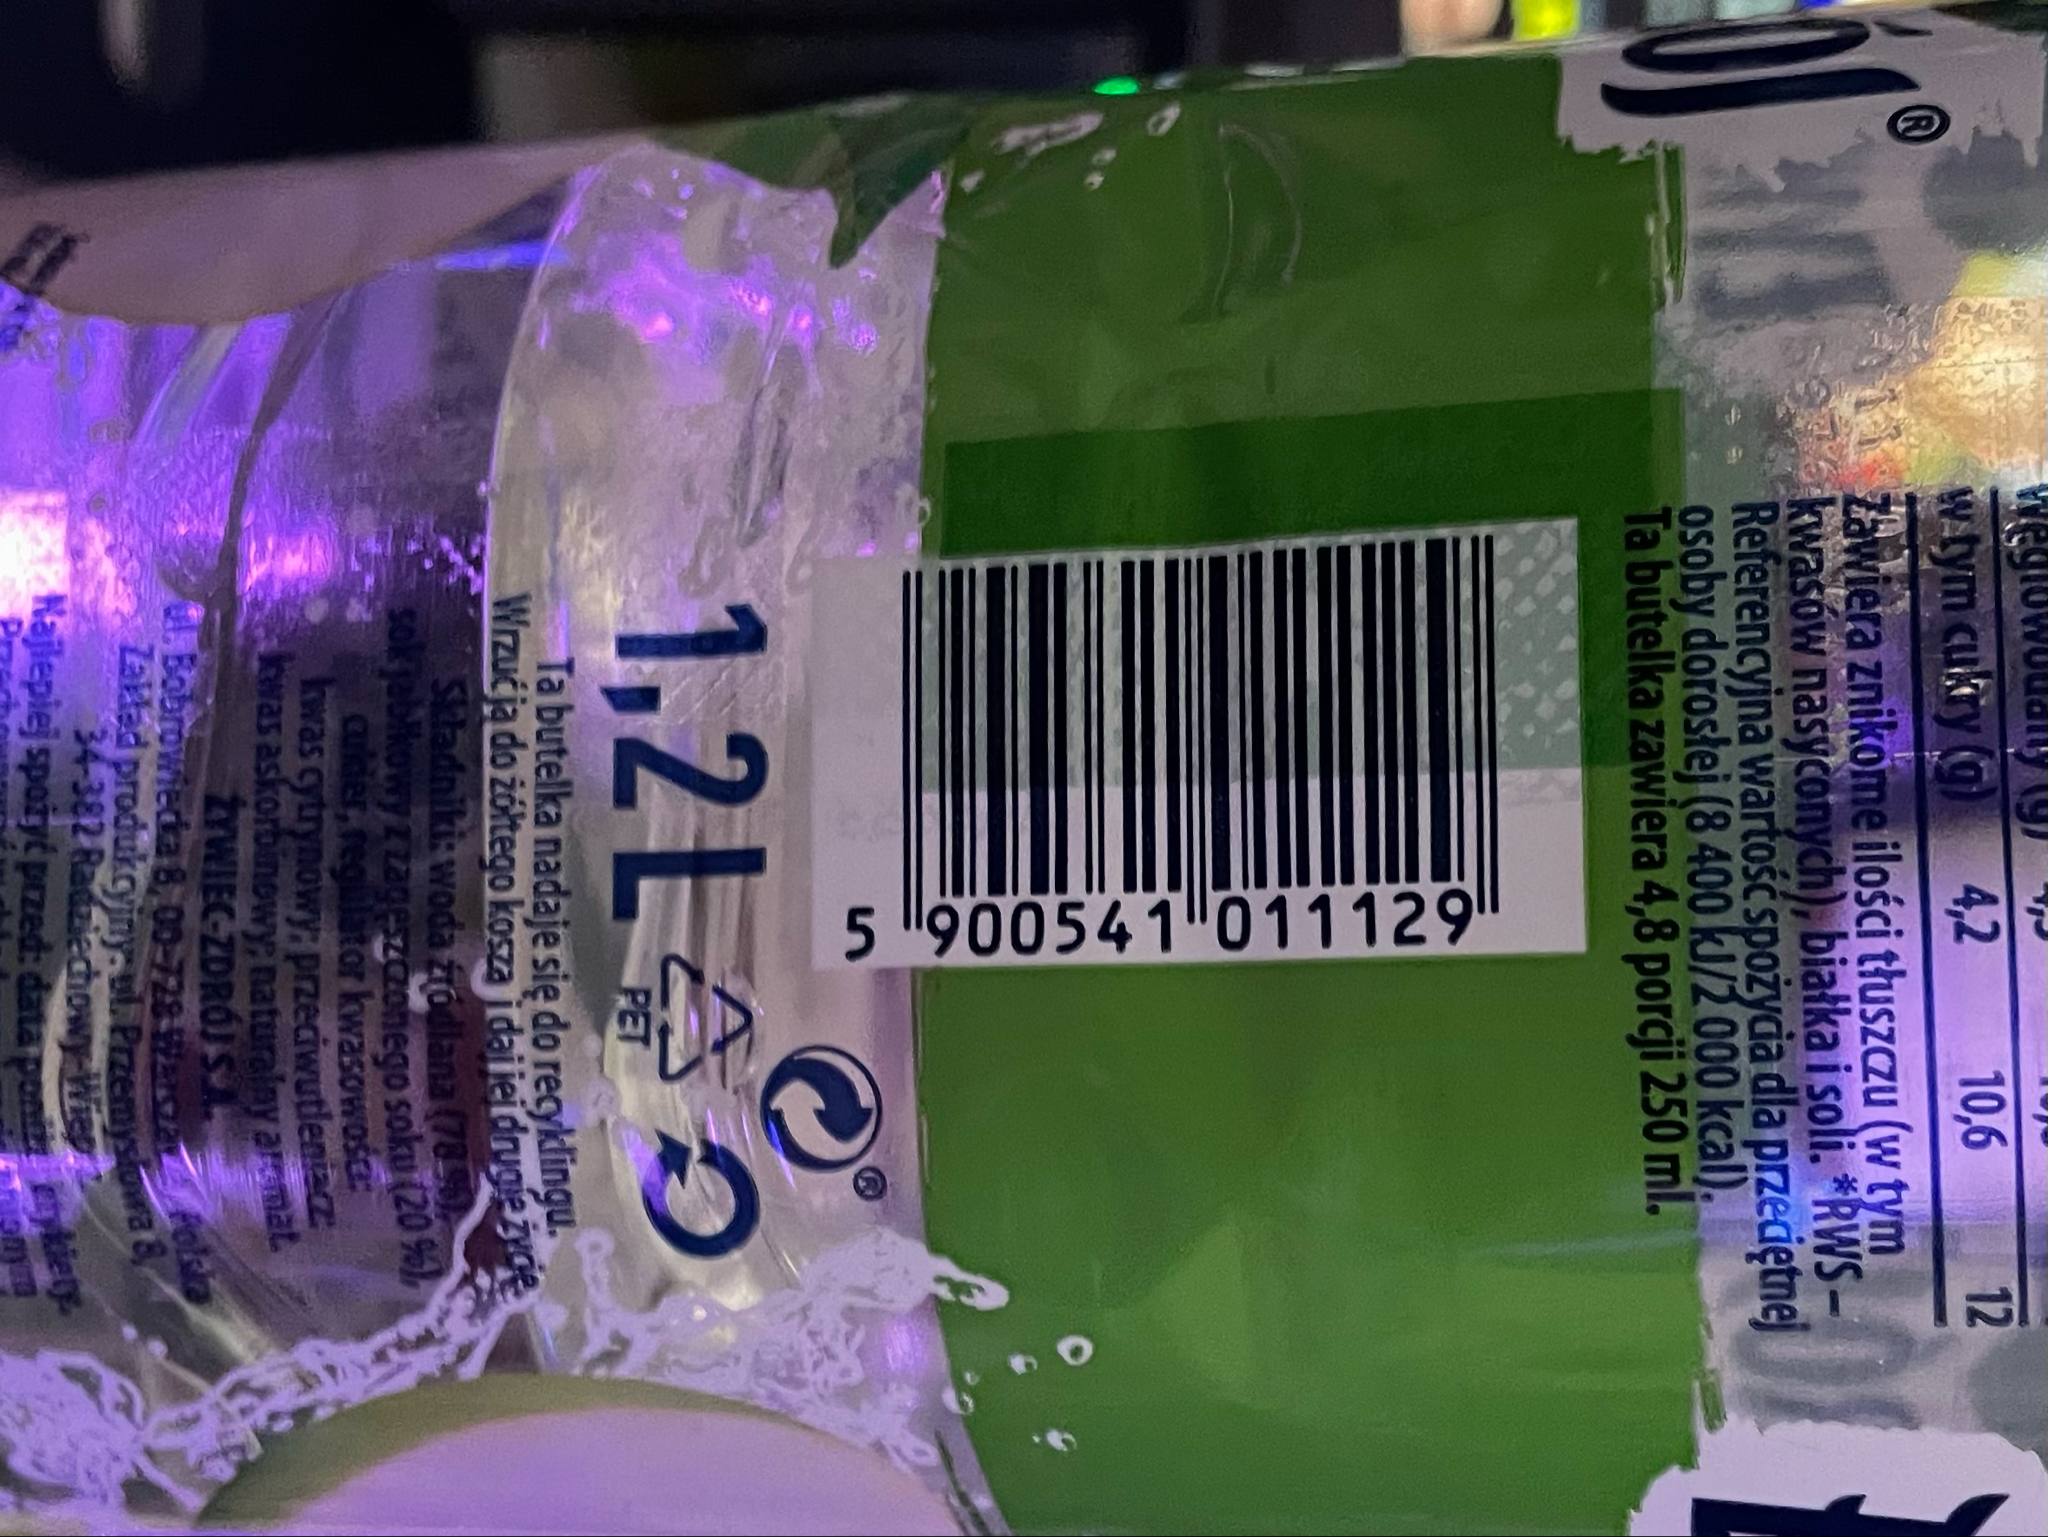 ój®
węglowodany (g)
w tym cukry (g) 4,2 10,6 12
Zawiera znikome ilości tłuszczu (w tym
kwasów nasyconych), białka i soli. *RWS –
Referencyjna wartość spożycia dla przeciętnej
osoby dorosłej (8 400 kJ/2 000 kcal).
Ta butelka zawiera 4,8 porcji 250 ml.
5 900541 011129
®
1,2L
PET
Ta butelka nadaje się do recyklingu.
Wrzuć ją do żółtego kosza i daj jej drugie życie
Składniki: woda źródlana (78
sok jabłkowy z zagęszczonego soku (20 %),
cukier, regulator kwasowości:
kwas cytrynowy; przeciwutleniacz:
kwas askorbinowy; naturalny aromat.
ŻYWIEC-ZDRÓJ S.A.
ul. Bobrowiecka 8, 00-728 Polska
Zakład produkcyjny: ul. Przemysłowa 8,
34-382
Najlepiej spożyć przed: data